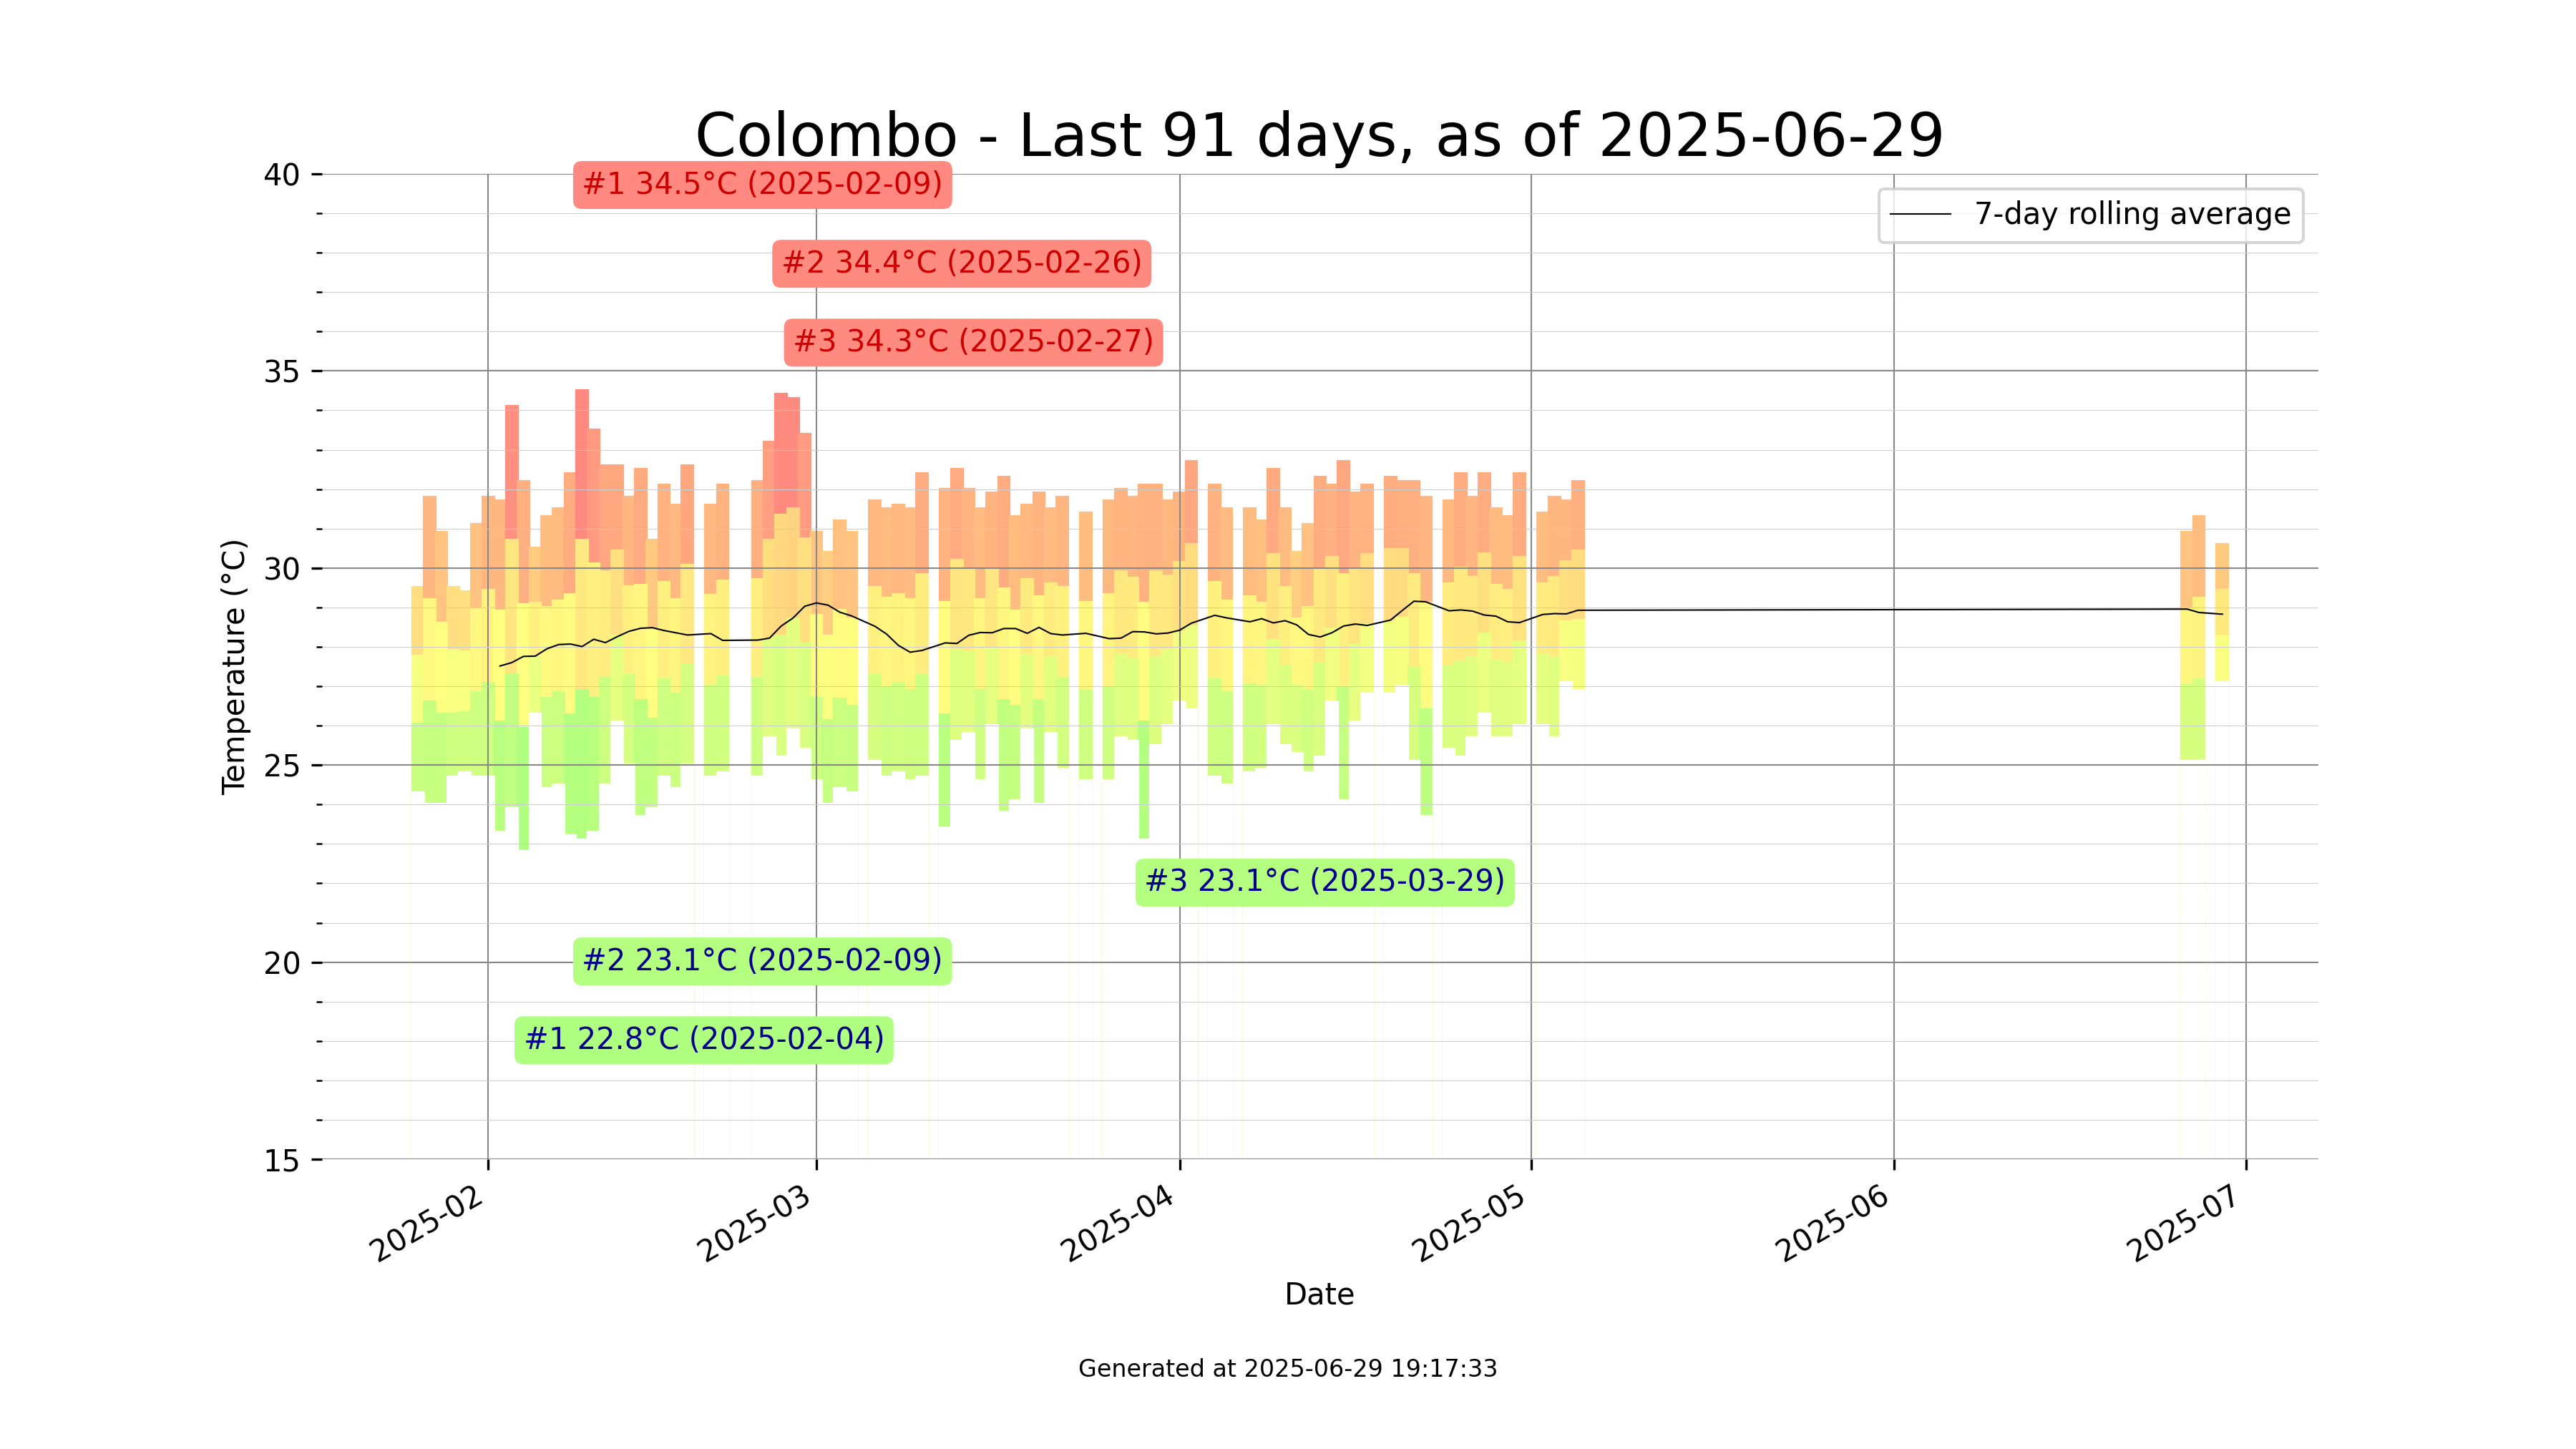 Colombo - Last 91 days, as of 2025-06-29
40
#1 34.5°C (2025-02-09)
7-day rolling average
#2 34.4°C (2025-02-26)
#3 34.3°C (2025-02-27)
35
30
Temperature (°C)
25
#3 23.1°C (2025-03-29)
20
#2 23.1°C (2025-02-09)
#1 22.8°C (2025-02-04)
15
2025-02
2025-03
2025-04
2025-05
2025-06
2025-07
Date
Generated at 2025-06-29 19:17:33